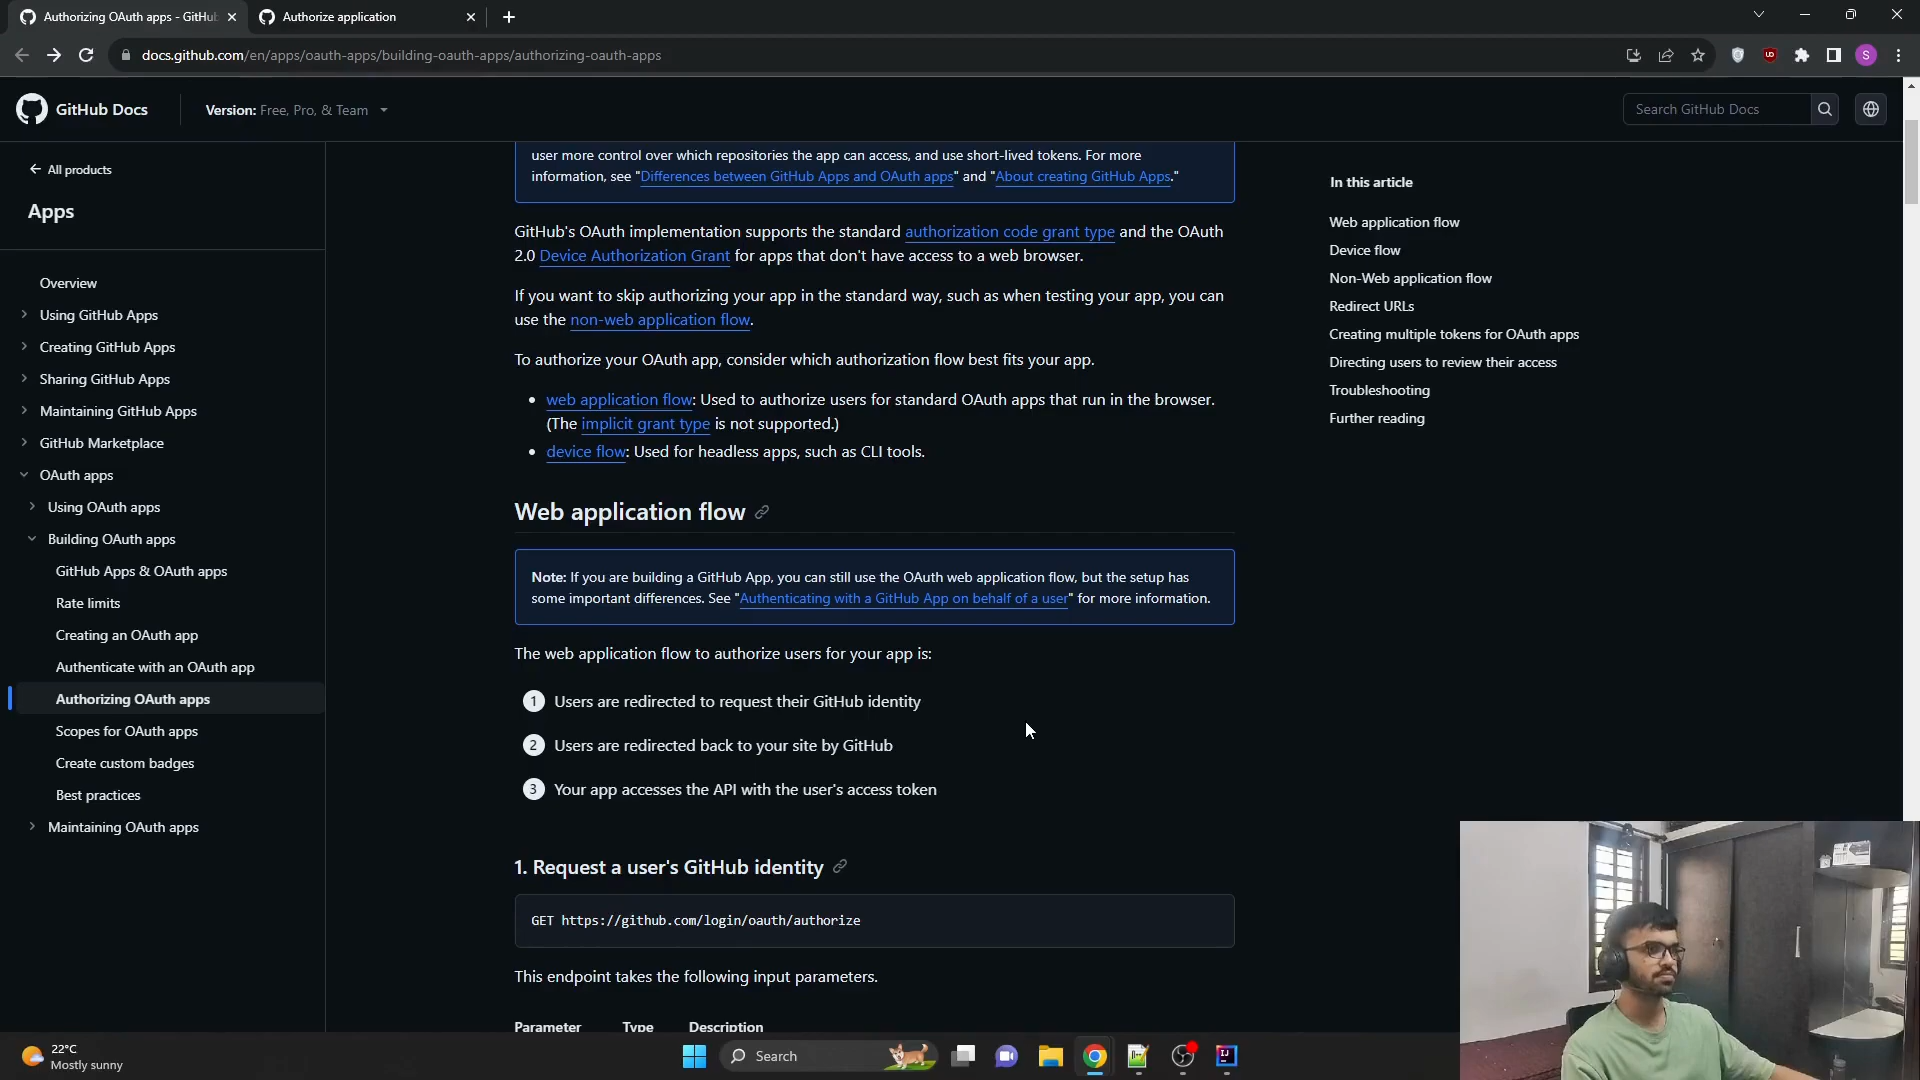 Authorizing OAuth apps - GitHub
Authorize application
docs.github.com/en/apps/oauth-apps/building-oauth-apps/authorizing-oauth-apps
S
GitHub Docs
Version: Free, Pro, & Team
Search GitHub Docs
All products
Apps
Overview
Using GitHub Apps
Creating GitHub Apps
Sharing GitHub Apps
Maintaining GitHub Apps
GitHub Marketplace
OAuth apps
Using OAuth apps
Building OAuth apps
GitHub Apps & OAuth apps
Rate limits
Creating an OAuth app
Authenticate with an OAuth app
Authorizing OAuth apps
Scopes for OAuth apps
Create custom badges
Best practices
Maintaining OAuth apps
user more control over which repositories the app can access, and use short-lived tokens. For more
information, see "Differences between GitHub Apps and OAuth apps" and "About creating GitHub Apps."
GitHub's OAuth implementation supports the standard authorization code grant type and the OAuth
2.0 Device Authorization Grant for apps that don't have access to a web browser.
If you want to skip authorizing your app in the standard way, such as when testing your app, you can
use the non-web application flow.
To authorize your OAuth app, consider which authorization flow best fits your app.
• web application flow: Used to authorize users for standard OAuth apps that run in the browser.
(The implicit grant type is not supported.)
• device flow: Used for headless apps, such as CLI tools.
Web application flow
Note: If you are building a GitHub App, you can still use the OAuth web application flow, but the setup has
some important differences. See "Authenticating with a GitHub App on behalf of a user" for more information.
The web application flow to authorize users for your app is:
1 Users are redirected to request their GitHub identity
2 Users are redirected back to your site by GitHub
3 Your app accesses the API with the user's access token
1. Request a user's GitHub identity
GET https://github.com/login/oauth/authorize
This endpoint takes the following input parameters.
Parameter Type Description
In this article
Web application flow
Device flow
Non-Web application flow
Redirect URLs
Creating multiple tokens for OAuth apps
Directing users to review their access
Troubleshooting
Further reading
22°C
Mostly sunny
Search